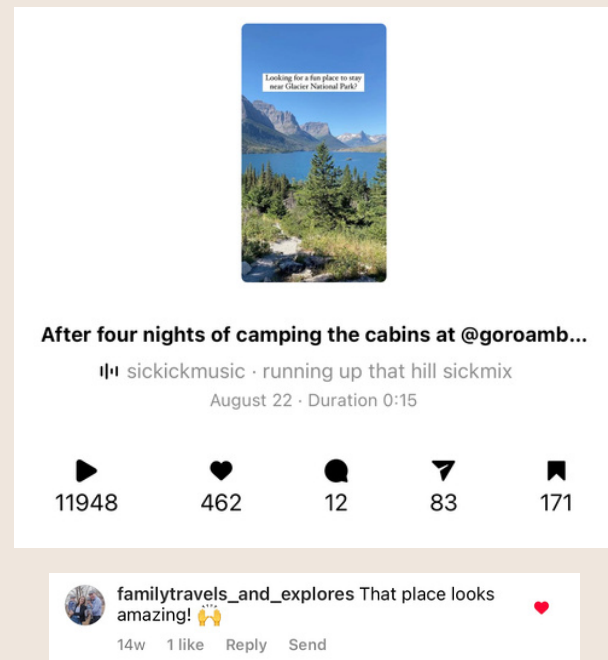 Looking for a fun place to stay
near Glacier National Park?
After four nights of camping the cabins at @goroamb...
sickickmusic · running up that hill sickmix
August 22 · Duration 0:15
11948 462 12 83 171
familytravels_and_explores That place looks
amazing! 🙌
14w 1 like Reply Send